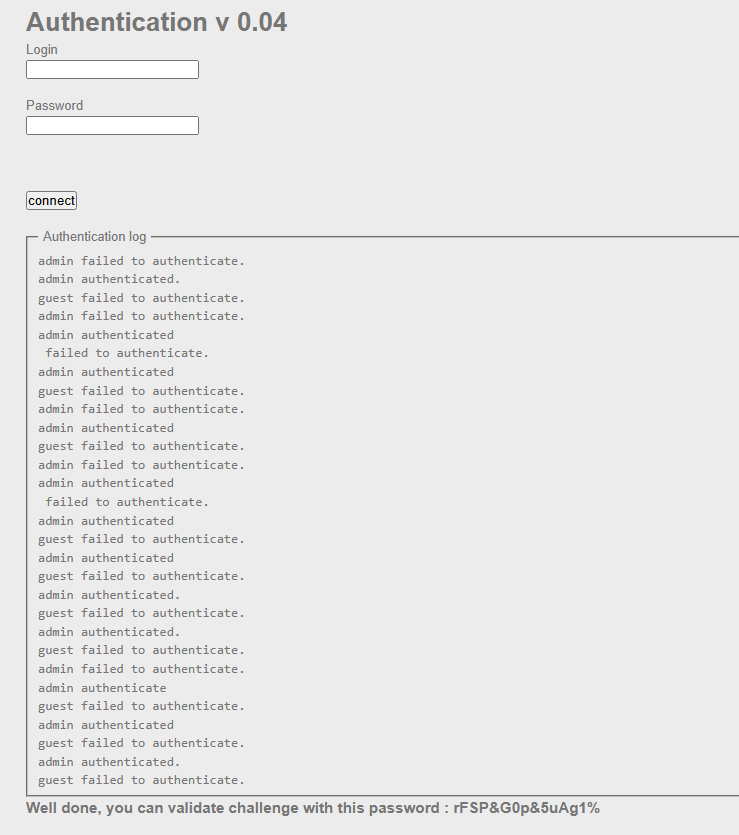 Authentication v 0.04
Login
Password
connect
Authentication log
admin failed to authenticate.
admin authenticated.
guest failed to authenticate.
admin failed to authenticate.
admin authenticated
failed to authenticate.
admin authenticated
guest failed to authenticate.
admin failed to authenticate.
admin authenticated
guest failed to authenticate.
admin failed to authenticate.
admin authenticated
failed to authenticate.
admin authenticated
guest failed to authenticate.
admin authenticated
guest failed to authenticate.
admin authenticated.
guest failed to authenticate.
admin authenticated.
guest failed to authenticate.
admin failed to authenticate.
admin authenticate
guest failed to authenticate.
admin authenticated
guest failed to authenticate.
admin authenticated.
guest failed to authenticate.
Well done, you can validate challenge with this password : rFSP&G0p&5uAg1%